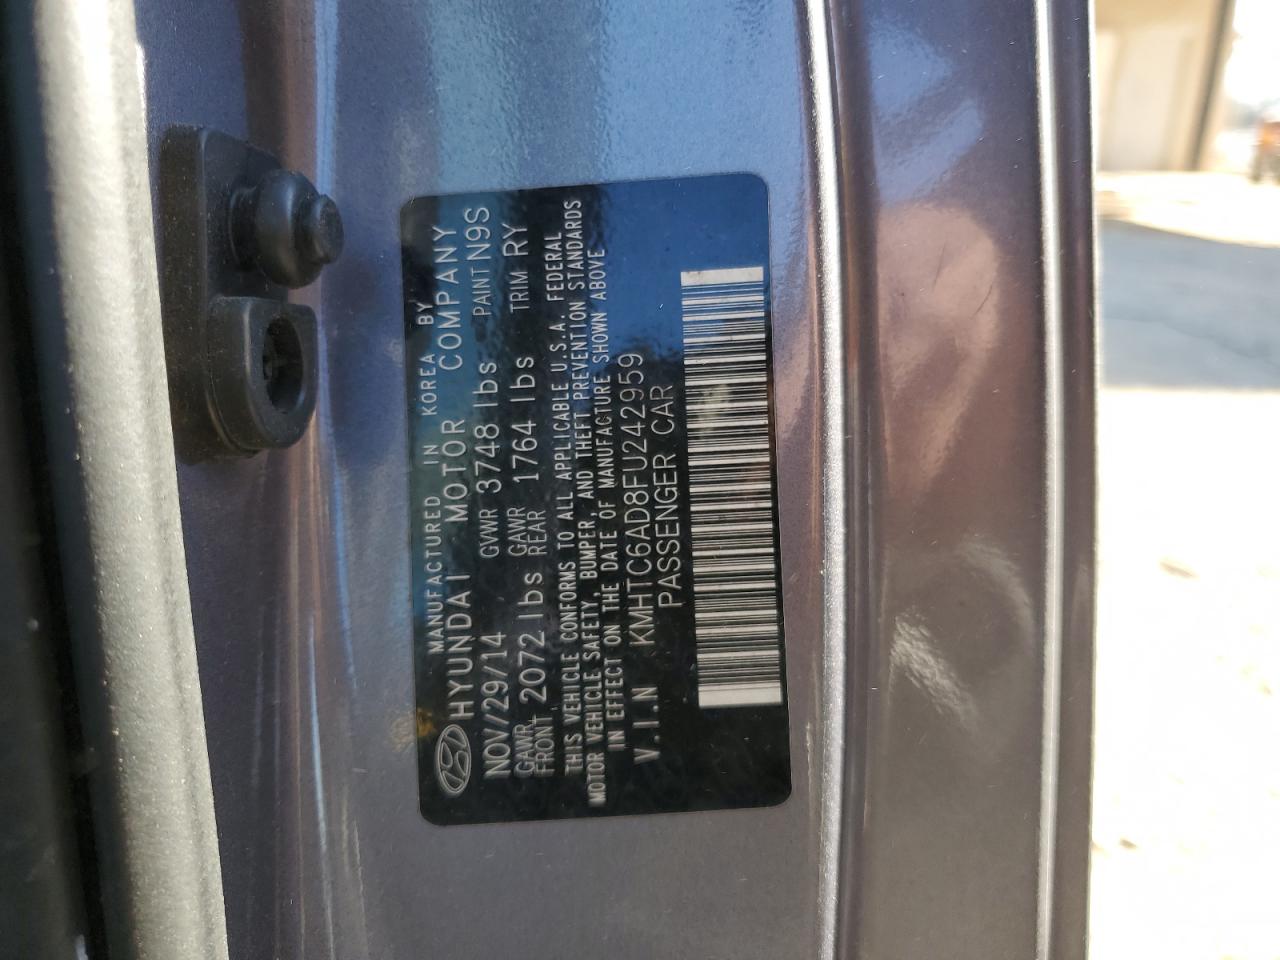 MANUFACTURED IN KOREA BY
HYUNDAI MOTOR COMPANY
NOV/29/14 GVWR 3748 lbs PAINT N9S
GAWR FRONT 2072 lbs GAWR REAR 1764 lbs TRIM RY
THIS VEHICLE CONFORMS TO ALL APPLICABLE U.S.A. FEDERAL
MOTOR VEHICLE SAFETY, BUMPER, AND THEFT PREVENTION STANDARDS
IN EFFECT ON THE DATE OF MANUFACTURE SHOWN ABOVE
V.I.N KMHTC6AD8FU242959
PASSENGER CAR